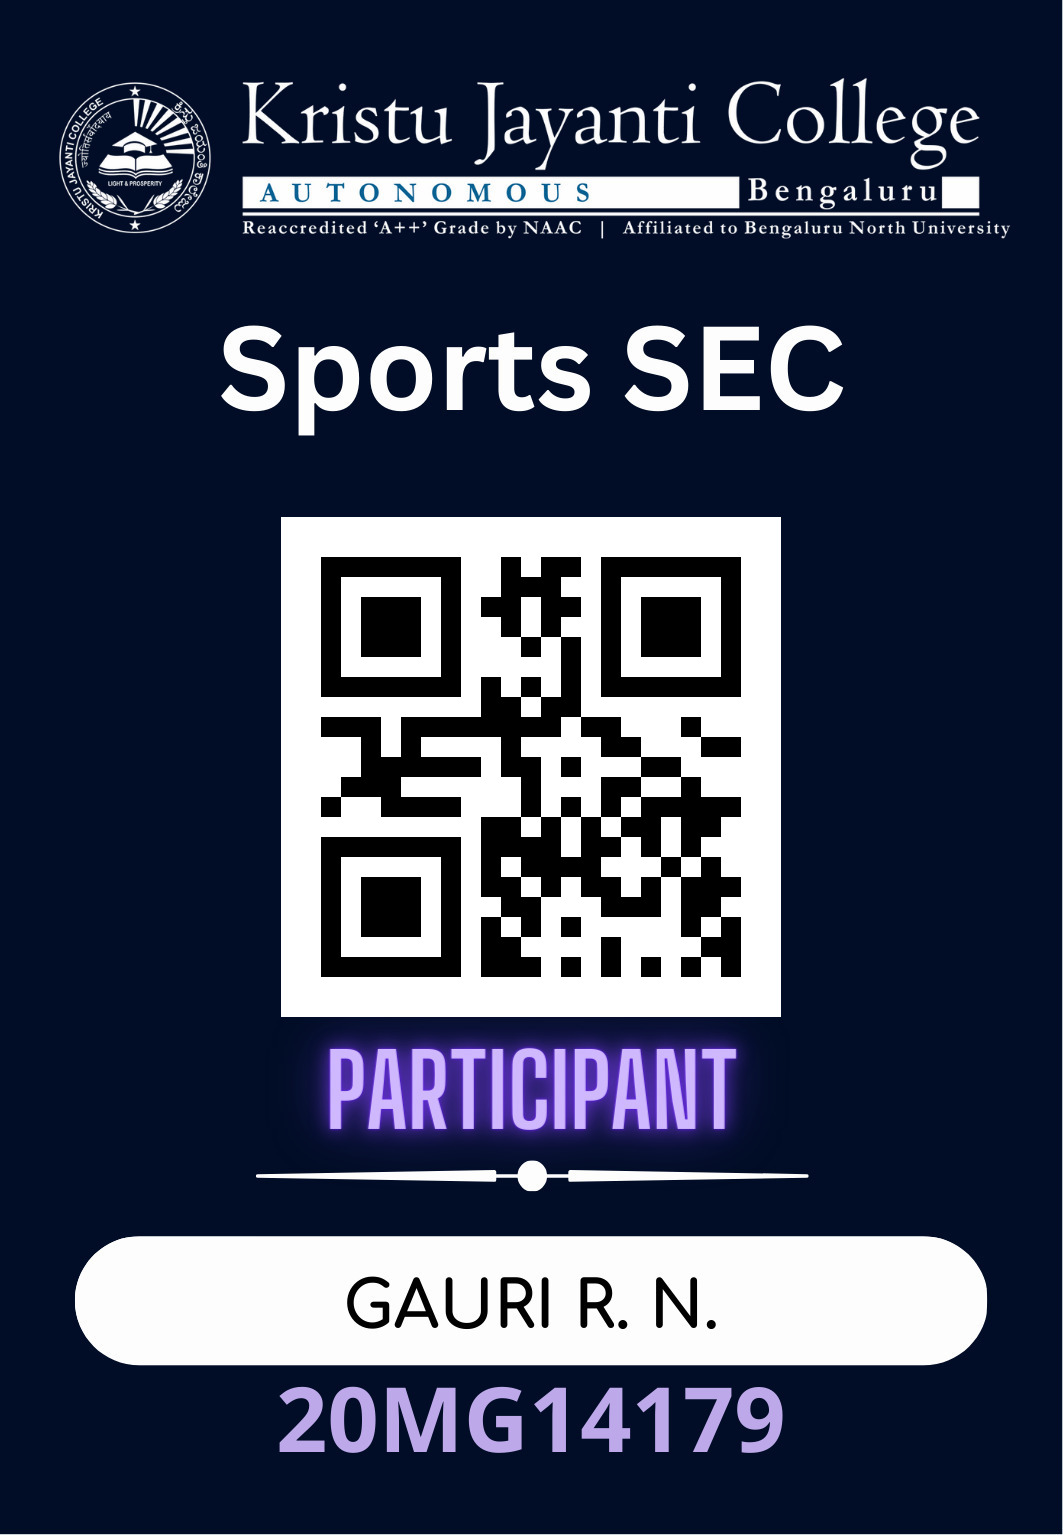 KRISTU JAYANTI COLLEGE
ಕ್ರಿಸ್ತು ಜಯಂತಿ ಕಾಲೇಜು
LIGHT & PROSPERITY
Kristu Jayanti College
AUTONOMOUS Bengaluru
Reaccredited ‘A++’ Grade by NAAC | Affiliated to Bengaluru North University
Sports SEC
PARTICIPANT
GAURI R. N.
20MG14179